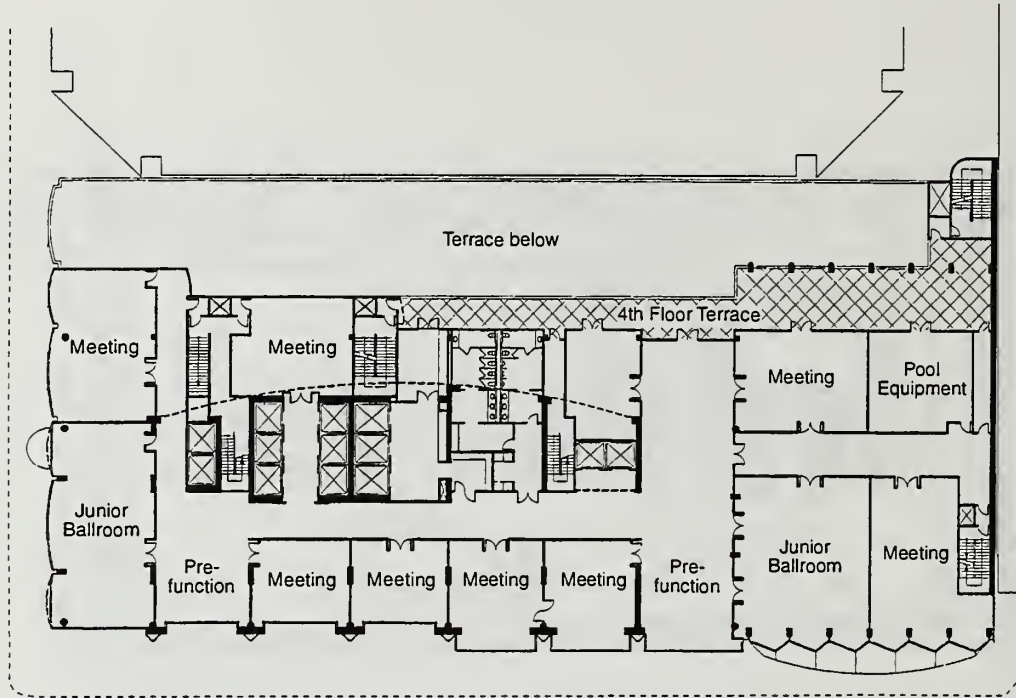 Terrace below
4th Floor Terrace
Meeting
Meeting
Meeting
Pool
Equipment
Junior
Ballroom
Pre-
function
Meeting
Meeting
Meeting
Meeting
Pre-
function
Junior
Ballroom
Meeting